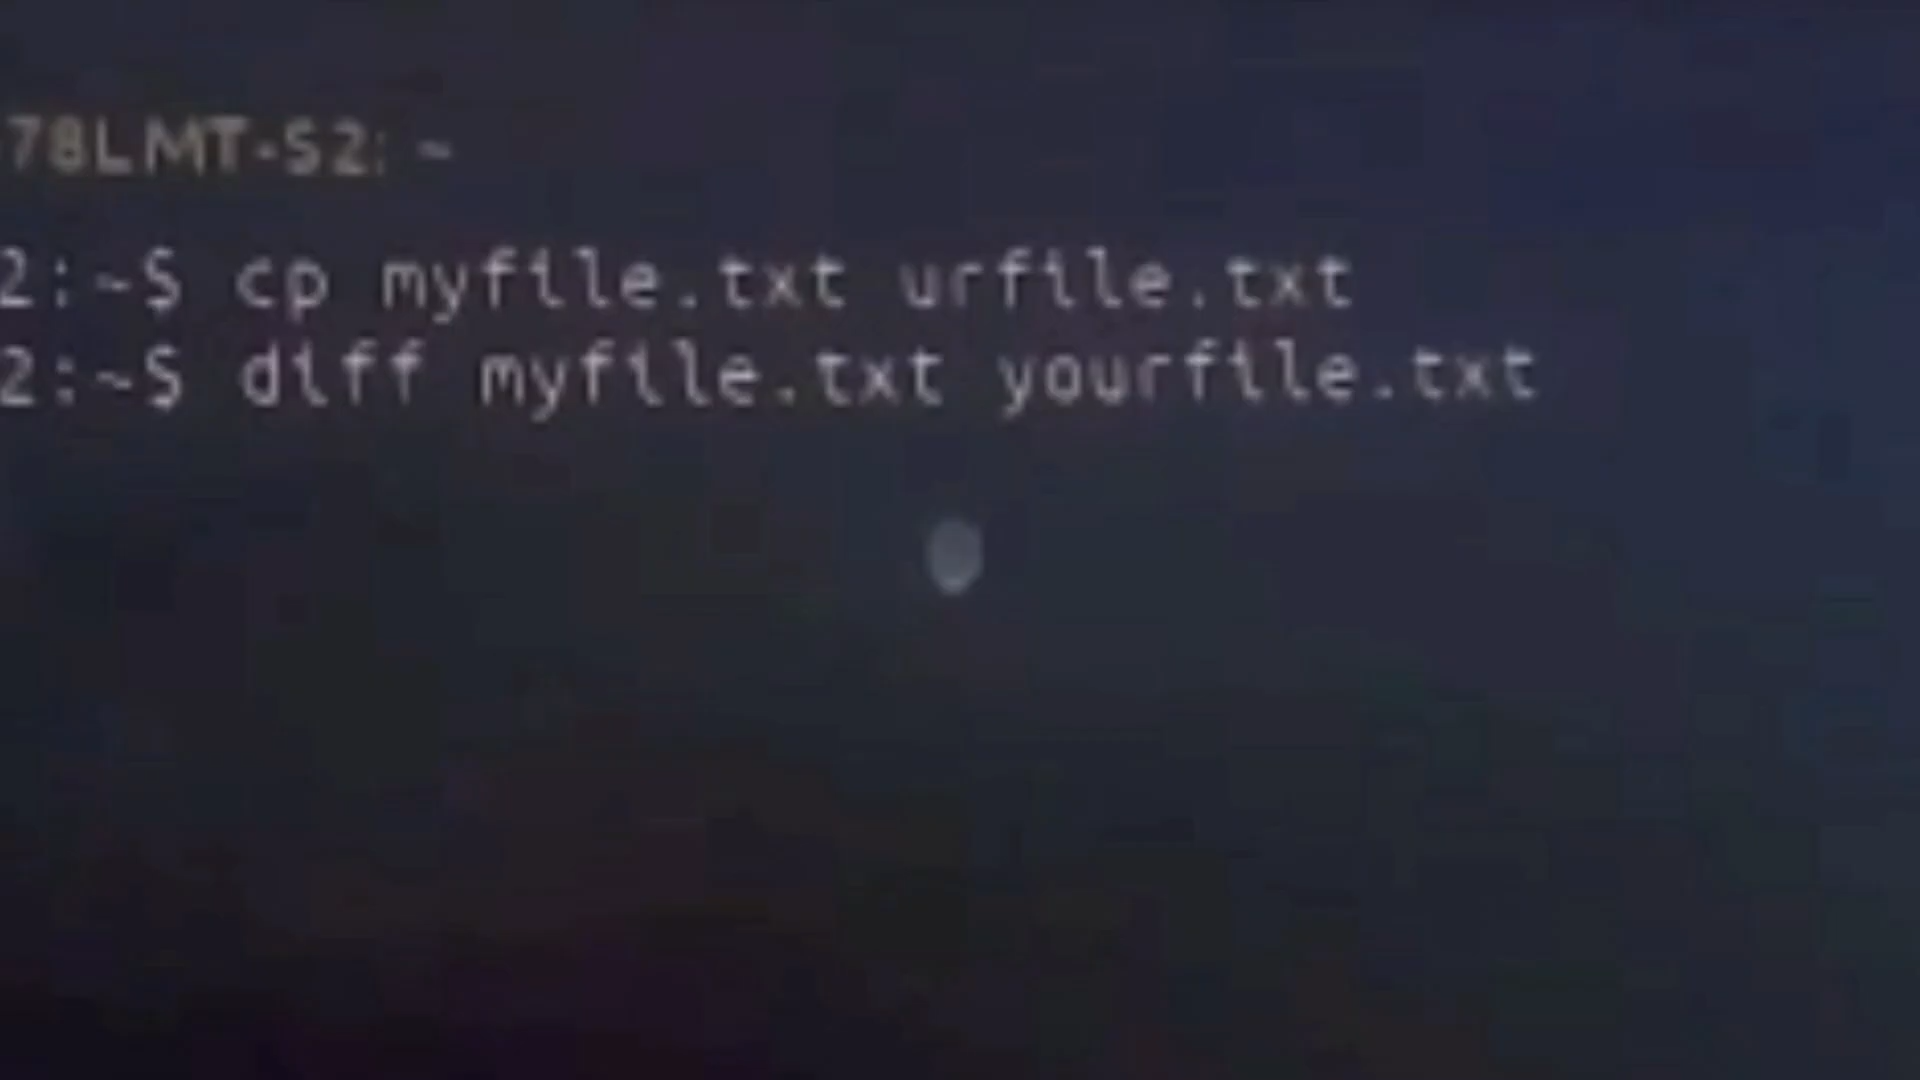 78LMT-S2: ~
2:~$ cp myfile.txt urfile.txt
2:~$ diff myfile.txt yourfile.txt